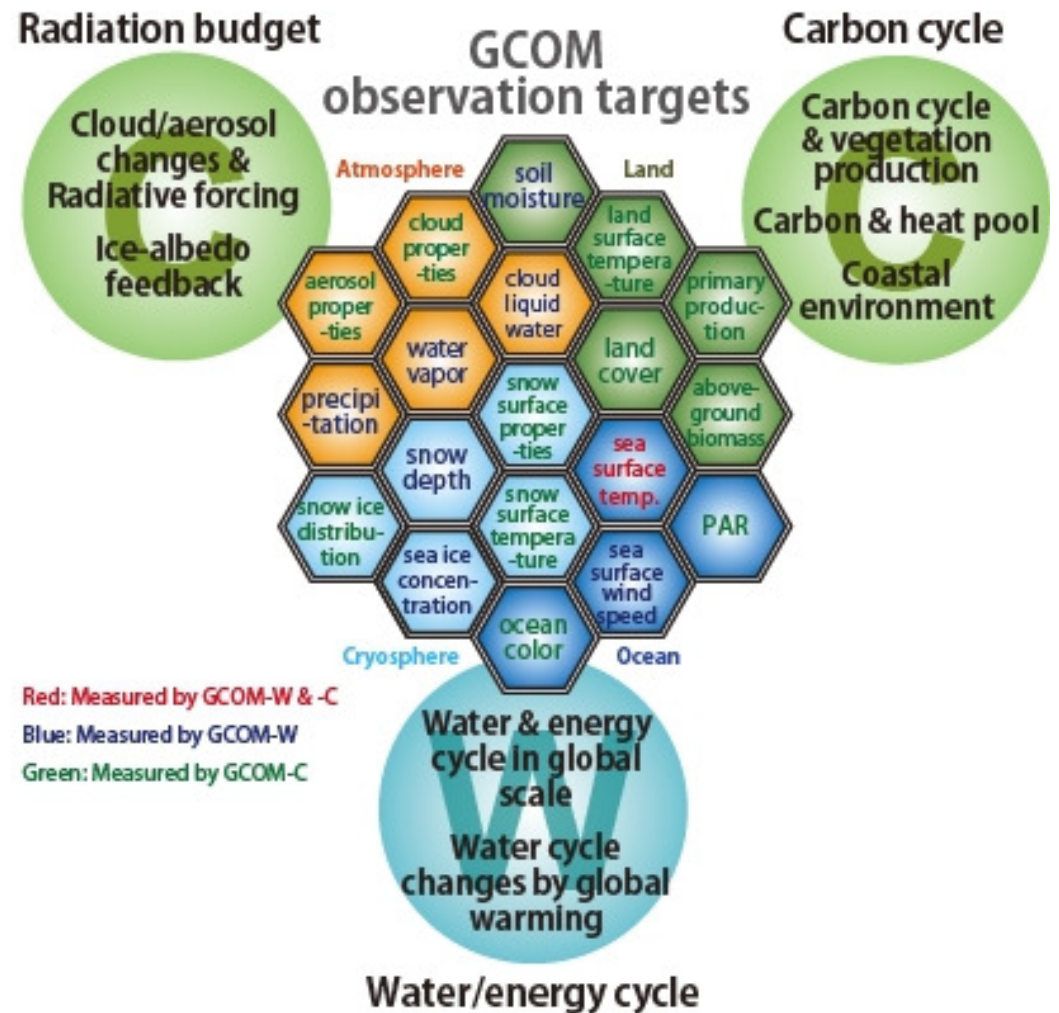 Radiation budget
GCOM
observation targets
Carbon cycle
C
Cloud/aerosol
changes &
Radiative forcing
Ice-albedo
feedback
C
Carbon cycle
& vegetation
production
Carbon & heat pool
Coastal
environment
Atmosphere
Land
soil
moisture
cloud
proper
-ties
land
surface
tempera
-ture
aerosol
proper
-ties
cloud
liquid
water
primary
produc-
tion
water
vapor
land
cover
precipi
-tation
snow
surface
proper
-ties
above-
ground
biomass
snow
depth
sea
surface
temp.
snow ice
distribu-
tion
snow
surface
tempera
-ture
PAR
sea ice
concen-
tration
sea
surface
wind
speed
ocean
color
Cryosphere
Ocean
Red: Measured by GCOM-W & -C
Blue: Measured by GCOM-W
Green: Measured by GCOM-C
W
Water & energy
cycle in global
scale
Water cycle
changes by global
warming
Water/energy cycle